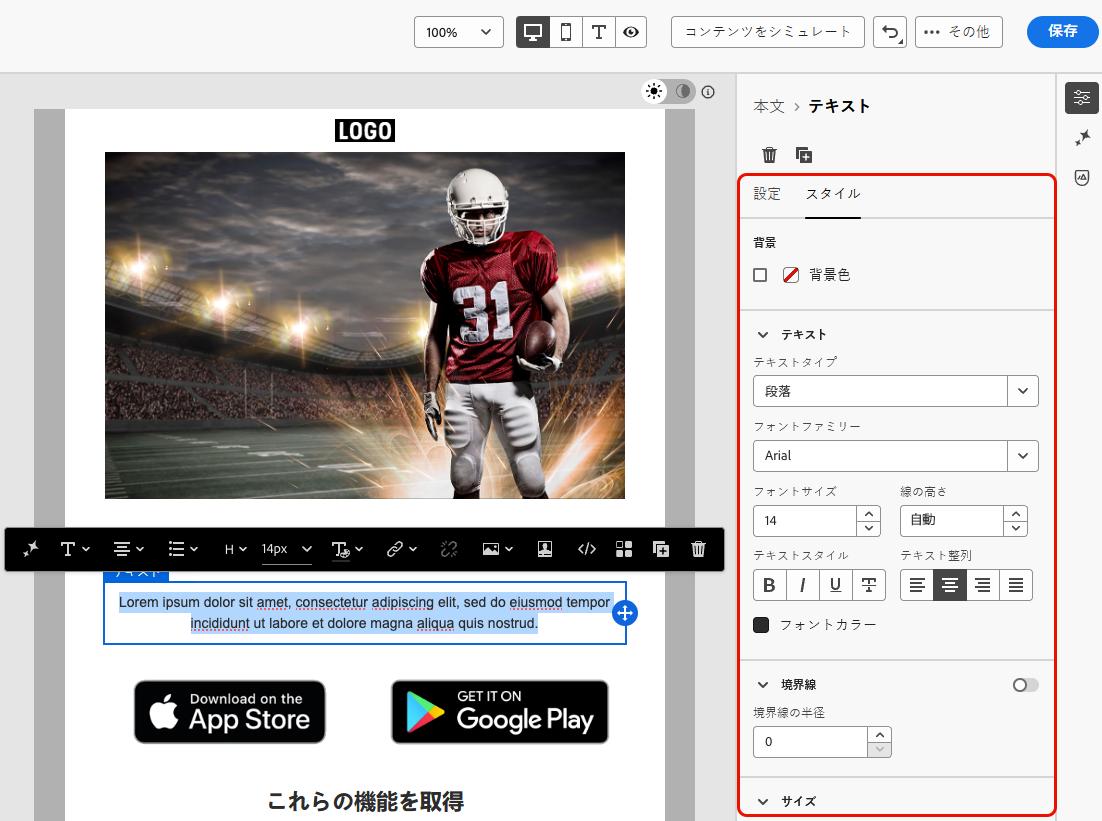 100%
コンテンツをシミュレート
その他
保存
LOGO
31
14px
H
テキスト
Lorem ipsum dolor sit amet, consectetur adipiscing elit, sed do eiusmod tempor
incididunt ut labore et dolore magna aliqua quis nostrud.
Download on the
App Store
GET IT ON
Google Play
これらの機能を取得
本文 › テキスト
設定 スタイル
背景
背景色
テキスト
テキストタイプ
段落
フォントファミリー
Arial
フォントサイズ 線の高さ
14 自動
テキストスタイル テキスト整列
B I U T
フォントカラー
境界線
境界線の半径
0
サイズ